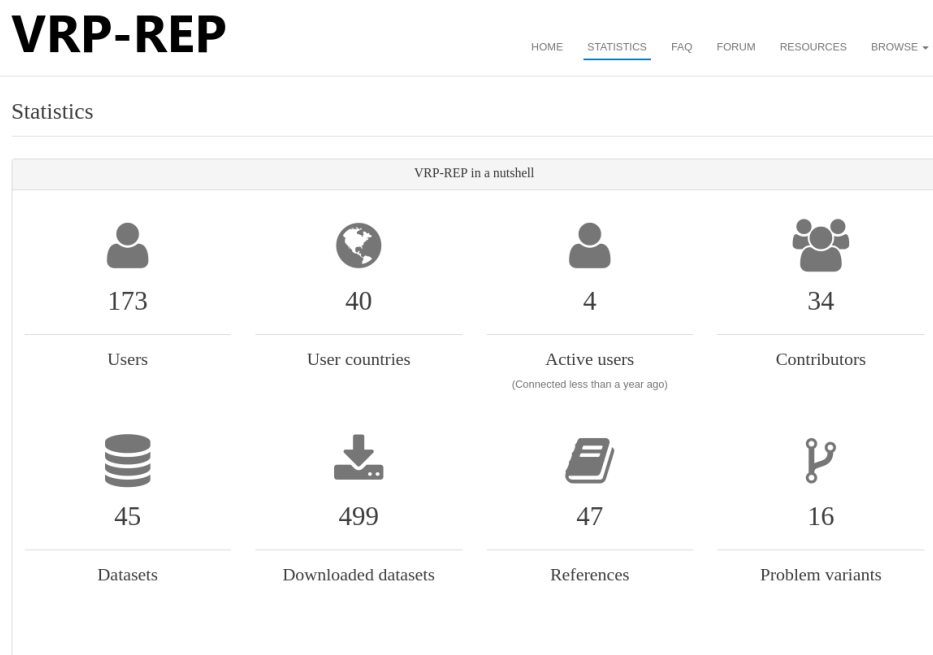 VRP-REP
HOME STATISTICS FAQ FORUM RESOURCES BROWSE
Statistics
VRP-REP in a nutshell
173 40 4 34
Users User countries Active users Contributors
(Connected less than a year ago)
45 499 47 16
Datasets Downloaded datasets References Problem variants